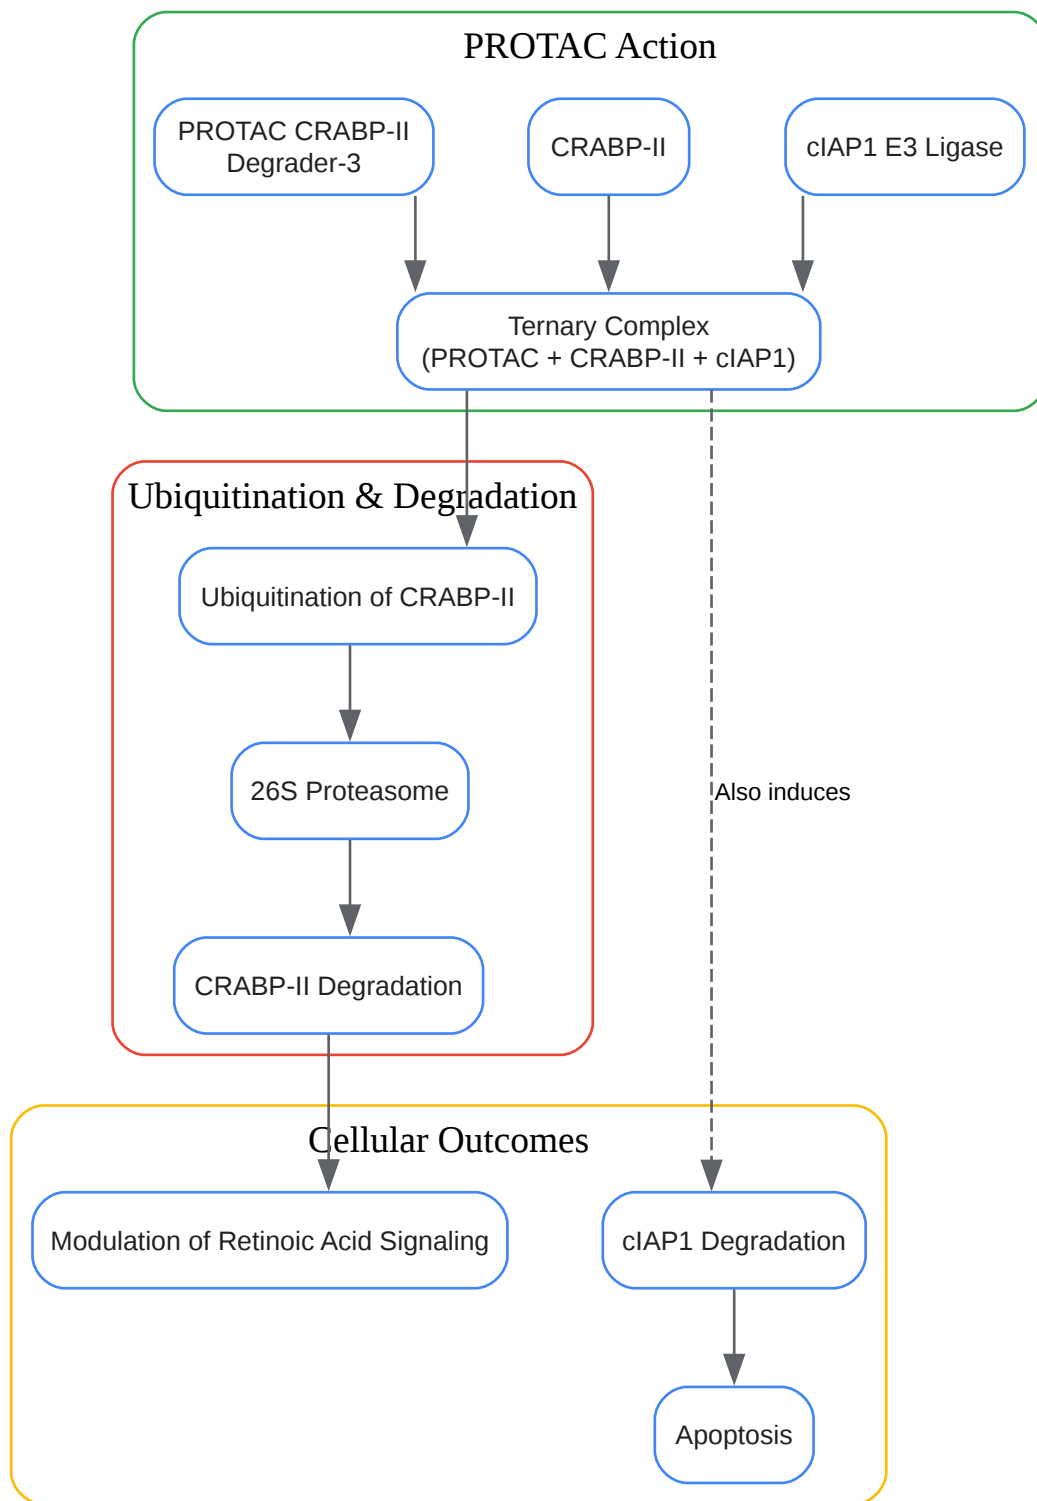 PROTAC Action
PROTAC CRABP-II
Degrader-3
CRABP-II
cIAP1 E3 Ligase
Ternary Complex
(PROTAC + CRABP-II + cIAP1)
Ubiquitination & Degradation
Ubiquitination of CRABP-II
26S Proteasome
Also induces
CRABP-II Degradation
Cellular Outcomes
Modulation of Retinoic Acid Signaling
cIAP1 Degradation
Apoptosis